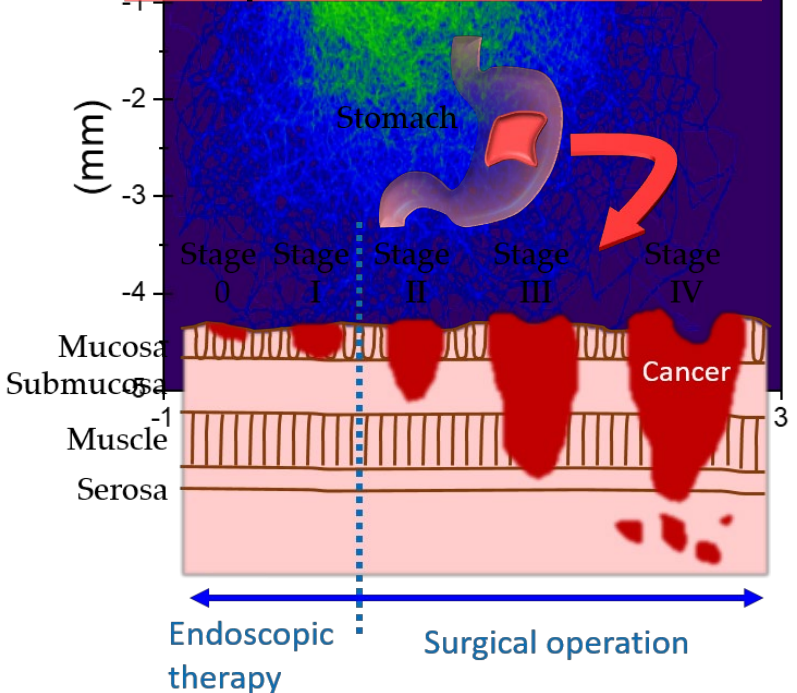 -1
-2
(mm)
Stomach
-3
Stage 0
Stage I
Stage II
Stage III
Stage IV
-4
Mucosa
Cancer
Submucosa
-5
-1
3
Muscle
Serosa
Endoscopic
therapy
Surgical operation